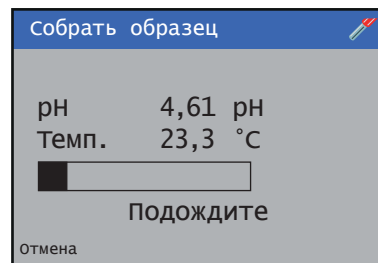 Собрать образец
pH 4,61 pH
Темп. 23,3 °C
Подождите
Отмена